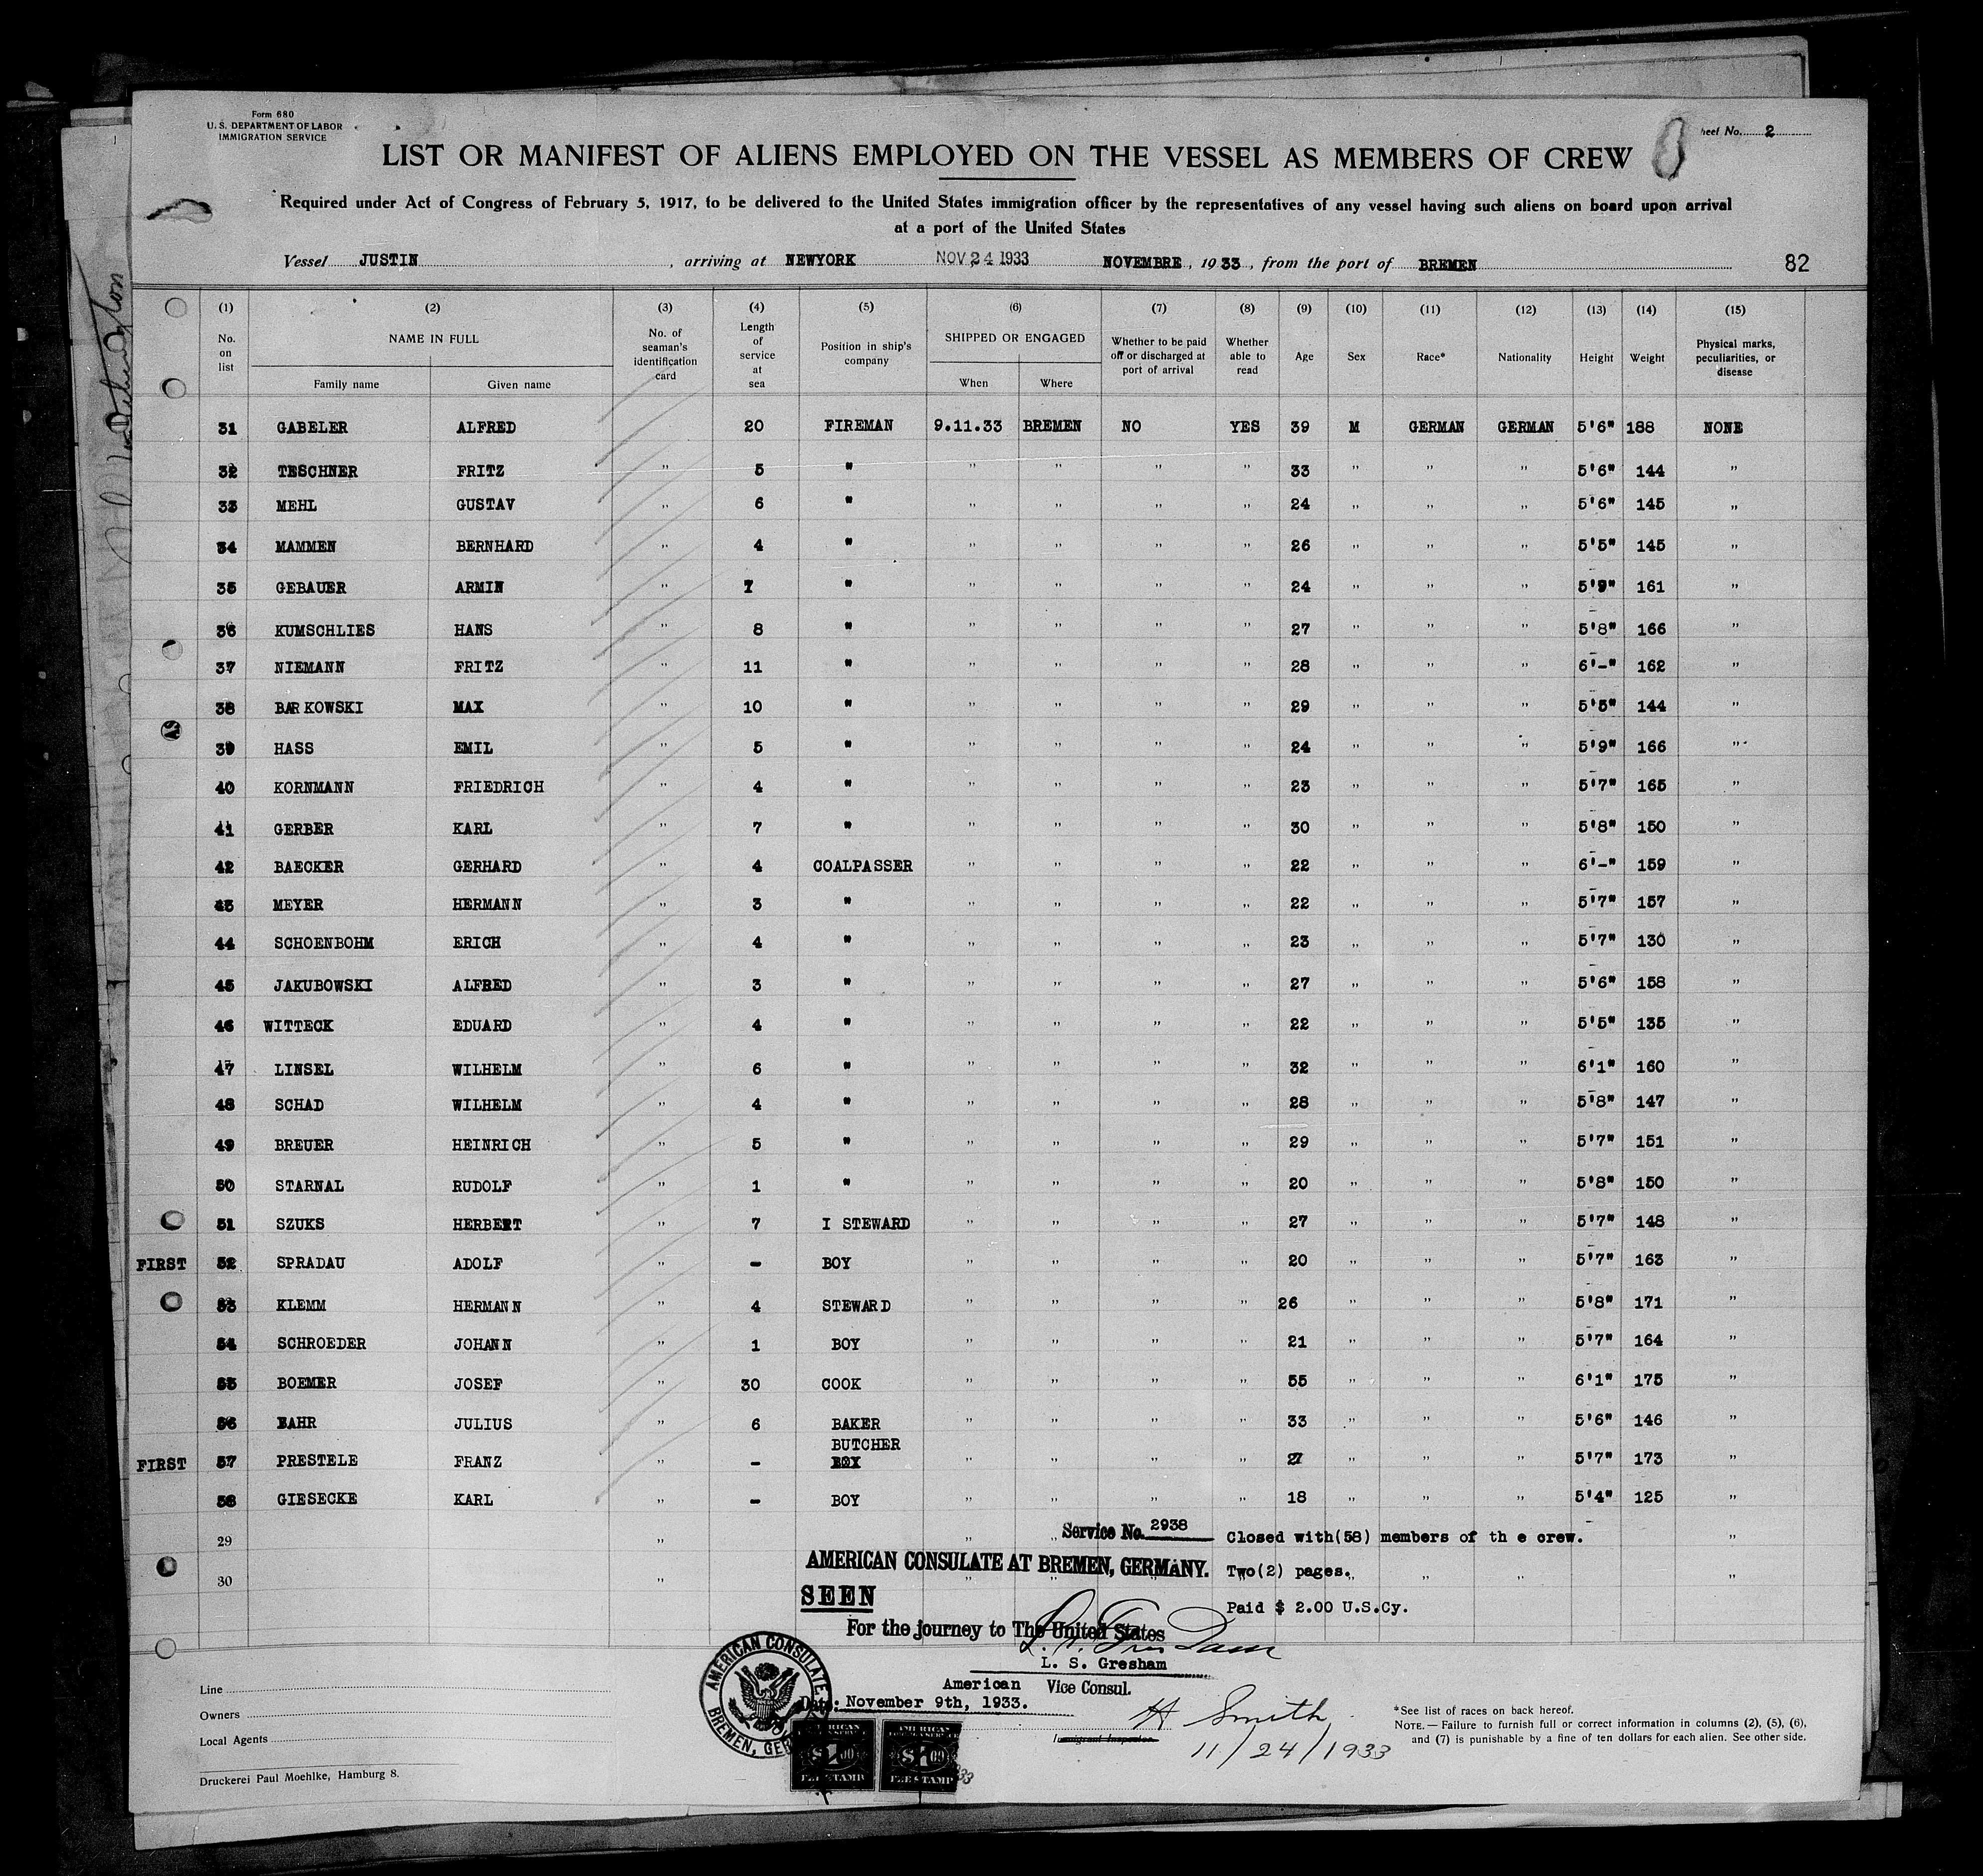 Form 680
U. S. DEPARTMENT OF LABOR
IMMIGRATION SERVICE
heet No. 2
LIST OR MANIFEST OF ALIENS EMPLOYED ON THE VESSEL AS MEMBERS OF CREW
Required under Act of Congress of February 5, 1917, to be delivered to the United States immigration officer by the representatives of any vessel having such aliens on board upon arrival
at a port of the United States
Vessel JUSTIN, arriving at NEWYORK NOV 24 1933 NOVEMBRE, 1933, from the port of BREMEN 82
(1) (2) (3) (4) (5) (6) (7) (8) (9) (10) (11) (12) (13) (14) (15)
No. on list NAME IN FULL Family name Given name No. of seaman's identification card Length of service at sea Position in ship's company SHIPPED OR ENGAGED When Where Whether to be paid off or discharged at port of arrival Whether able to read Age Sex Race* Nationality Height Weight Physical marks, peculiarities, or disease
31 GABELER ALFRED 20 FIREMAN 9.11.33 BREMEN NO YES 39 M GERMAN GERMAN 5'6" 188 NONE
32 TESCHNER FRITZ " 5 " " " " " 33 " " " 5'6" 144 "
33 MEHL GUSTAV " 6 " " " " " 24 " " " 5'6" 145 "
34 MAMMEN BERNHARD " 4 " " " " " 26 " " " 5'5" 145 "
35 GEBAUER ARMIN " 7 " " " " " 24 " " " 5'9" 161 "
36 KUMSCHLIES HANS " 8 " " " " " 27 " " " 5'8" 166 "
37 NIEMANN FRITZ " 11 " " " " " 28 " " " 6'-" 162 "
38 BARKOWSKI MAX " 10 " " " " " 29 " " " 5'5" 144 "
39 HASS EMIL " 5 " " " " " 24 " " " 5'9" 166 "
40 KORNMANN FRIEDRICH " 4 " " " " " 23 " " " 5'7" 165 "
41 GERBER KARL " 7 " " " " " 30 " " " 5'8" 150 "
42 BAECKER GERHARD " 4 COALPASSER " " " " 22 " " " 6'-" 159 "
43 MEYER HERMANN " 3 " " " " " 22 " " " 5'7" 157 "
44 SCHOENBOHM ERICH " 4 " " " " " 23 " " " 5'7" 130 "
45 JAKUBOWSKI ALFRED " 3 " " " " " 27 " " " 5'6" 158 "
46 WITTECK EDUARD " 4 " " " " " 22 " " " 5'5" 135 "
47 LINSEL WILHELM " 6 " " " " " 32 " " " 6'1" 160 "
48 SCHAD WILHELM " 4 " " " " " 28 " " " 5'8" 147 "
49 BREUER HEINRICH " 5 " " " " " 29 " " " 5'7" 151 "
50 STARNAL RUDOLF " 1 " " " " " 20 " " " 5'8" 150 "
51 SZUKS HERBERT " 7 I STEWARD " " " " 27 " " " 5'7" 148 "
FIRST 52 SPRADAU ADOLF " - BOY " " " " 20 " " " 5'7" 163 "
53 KLEMM HERMANN " 4 STEWARD " " " " 26 " " " 5'8" 171 "
54 SCHROEDER JOHANN " 1 BOY " " " " 21 " " " 5'7" 164 "
55 BOEMER JOSEF " 30 COOK " " " " 55 " " " 6'1" 175 "
56 BAHR JULIUS " 6 BAKER " " " " 33 " " " 5'6" 146 "
BUTCHER
FIRST 57 PRESTELE FRANZ " - BOY " " " " 27 " " " 5'7" 173 "
58 GIESECKE KARL " - BOY " " " " 18 " " " 5'4" 125 "
29 " " " Service No. 2938 Closed with(58) members of th e crew. "
AMERICAN CONSULATE AT BREMEN, GERMANY. Two(2) pages.
30 " " " " " " " "
SEEN
Paid $ 2.00 U.S.Cy.
For the journey to The United States
L. S. Gresham
American Vice Consul.
Date: November 9th, 1933.
AMERICAN CONSULATE
BREMEN, GER
AMERICAN
$1.00
FEE STAMP
AMERICAN
$1.00
FEE STAMP
H Smith
Immigrant Inspector.
11/24/1933
Line
Owners
Local Agents
Druckerei Paul Moehlke, Hamburg 8.
*See list of races on back hereof.
NOTE.— Failure to furnish full or correct information in columns (2), (5), (6),
and (7) is punishable by a fine of ten dollars for each alien. See other side.